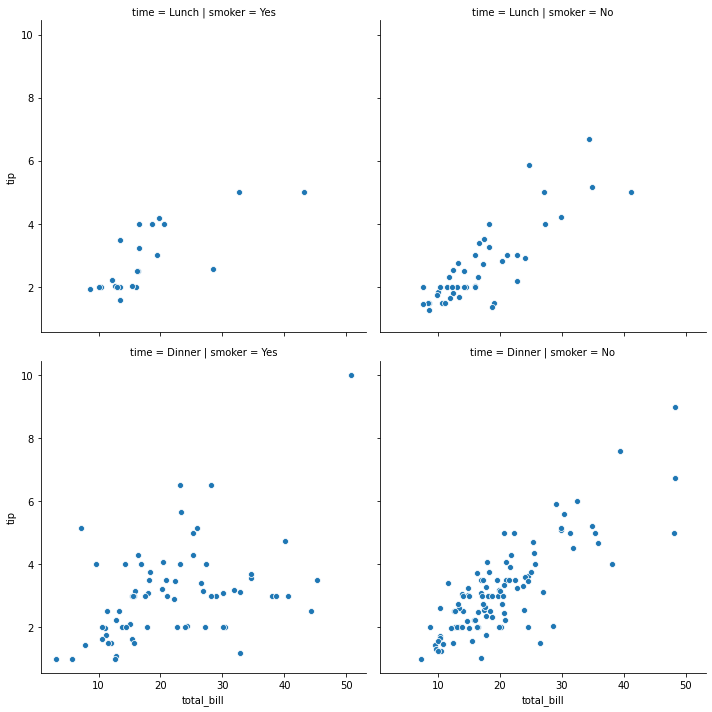 time = Lunch | smoker = Yes
time = Lunch | smoker = No
10
8
6
4
2
tip
time = Dinner | smoker = Yes
time = Dinner | smoker = No
10
8
6
4
2
tip
10 20 30 40 50
total_bill
10 20 30 40 50
total_bill